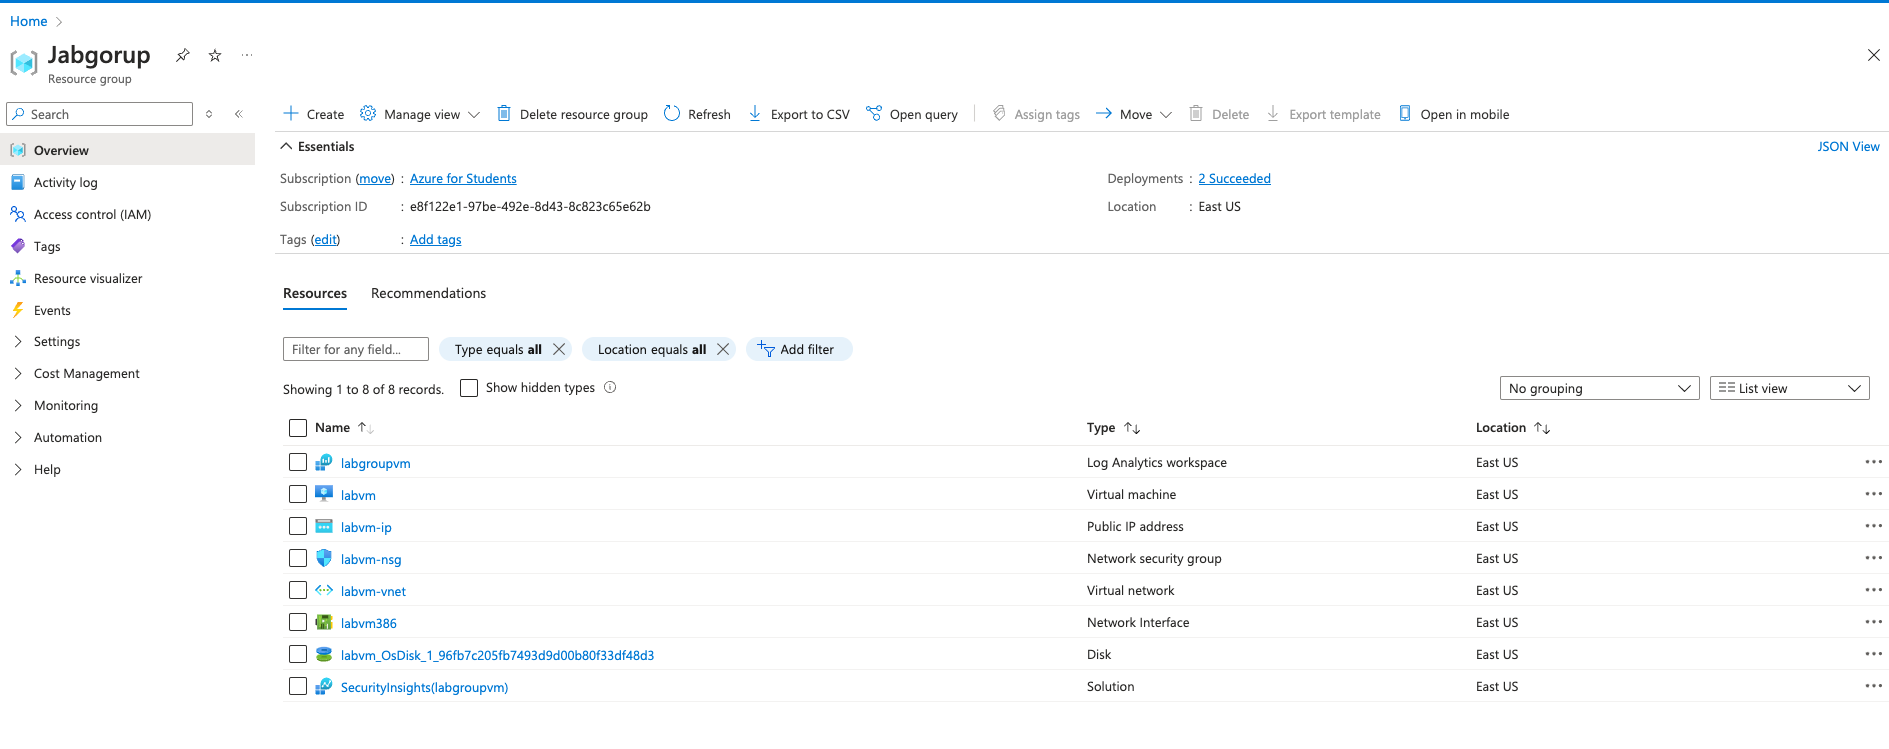 Home
Jabgorup
Resource group
Search
Overview
Activity log
Access control (IAM)
Tags
Resource visualizer
Events
Settings
Cost Management
Monitoring
Automation
Help
Create Manage view Delete resource group Refresh Export to CSV Open query Assign tags Move Delete Export template Open in mobile
Essentials JSON View
Subscription (move) : Azure for Students Deployments : 2 Succeeded
Subscription ID : e8f122e1-97be-492e-8d43-8c823c65e62b Location : East US
Tags (edit) : Add tags
Resources Recommendations
Filter for any field... Type equals all Location equals all Add filter
Showing 1 to 8 of 8 records. Show hidden types No grouping List view
Name Type Location
labgroupvm Log Analytics workspace East US
labvm Virtual machine East US
labvm-ip Public IP address East US
labvm-nsg Network security group East US
labvm-vnet Virtual network East US
labvm386 Network Interface East US
labvm_OsDisk_1_96fb7c205fb7493d9d00b80f33df48d3 Disk East US
SecurityInsights(labgroupvm) Solution East US